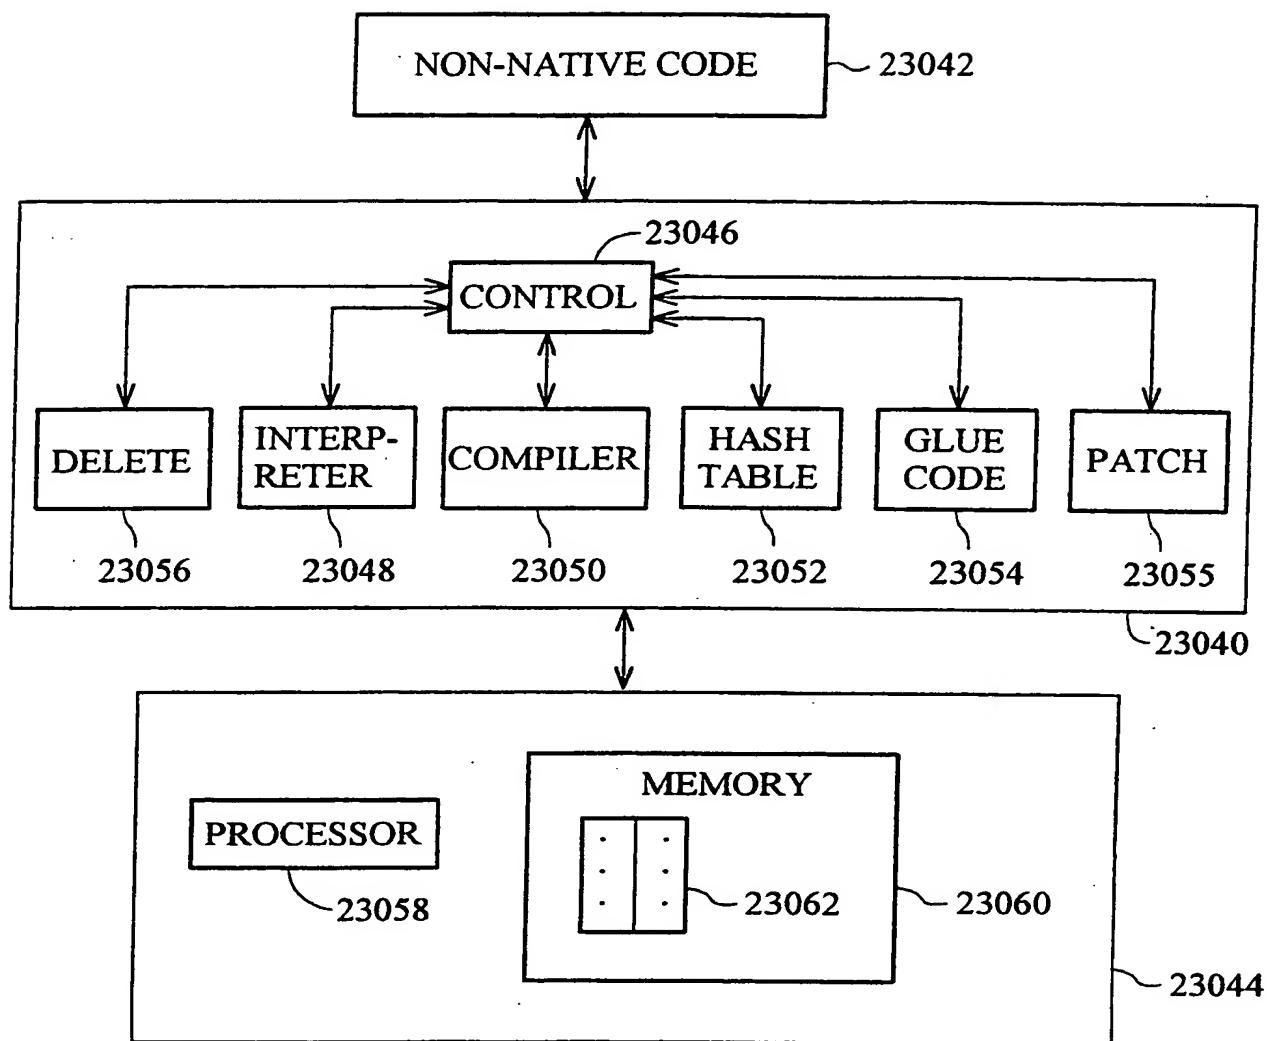 NON-NATIVE CODE
23042
23046
CONTROL
DELETE
INTERP-
RETER
COMPILER
HASH
TABLE
GLUE
CODE
PATCH
23056
23048
23050
23052
23054
23055
23040
MEMORY
PROCESSOR
23058
23062
23060
23044